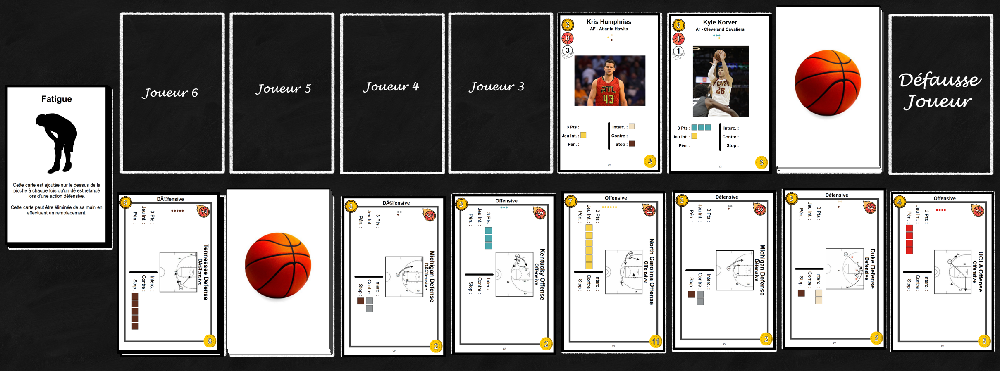 Joueur 6
Joueur 5
Joueur 4
Joueur 3
3
0
3
Kris Humphries
AF - Atlanta Hawks
ATL
43
3 Pts :
Jeu Int. :
Pén. :
Interc. :
Contre :
Stop :
3
V2
3
1
1
Kyle Korver
Ar - Cleveland Cavaliers
CAVS
26
3 Pts :
Jeu Int. :
Pén. :
Interc. :
Contre :
Stop :
3
V2
Défausse
Joueur
Fatigue
Cette carte est ajoutée sur le dessus de la
pioche à chaque fois qu'un dé est relancé
lors d'une action défensive.
Cette carte peut être éliminée de sa main en
effectuant un remplacement.
6
DÃ©fensive
7
Tennessee Defense
DÃ©fensive
3 Pts :
Jeu Int. :
Pén. :
Interc. :
Contre :
Stop :
8
3
DÃ©fensive
3
Michigan Defense
DÃ©fensive
3 Pts :
Jeu Int. :
Pén. :
Interc. :
Contre :
Stop :
2
V2
3
Offensive
5
Kentucky Offense
Offensive
3 Pts :
Jeu Int. :
Pén. :
Interc. :
Contre :
Stop :
2
V2
7
Offensive
11
North Carolina Offense
Offensive
3 Pts :
Jeu Int. :
Pén. :
Interc. :
Contre :
Stop :
11
V2
3
Défensive
3
Michigan Defense
Défensive
3 Pts :
Jeu Int. :
Pén. :
Interc. :
Contre :
Stop :
2
V2
3
Défensive
3
Duke Defense
Défensive
3 Pts :
Jeu Int. :
Pén. :
Interc. :
Contre :
Stop :
2
V2
4
Offensive
7
UCLA Offense
Offensive
3 Pts :
Jeu Int. :
Pén. :
Interc. :
Contre :
Stop :
5
V2